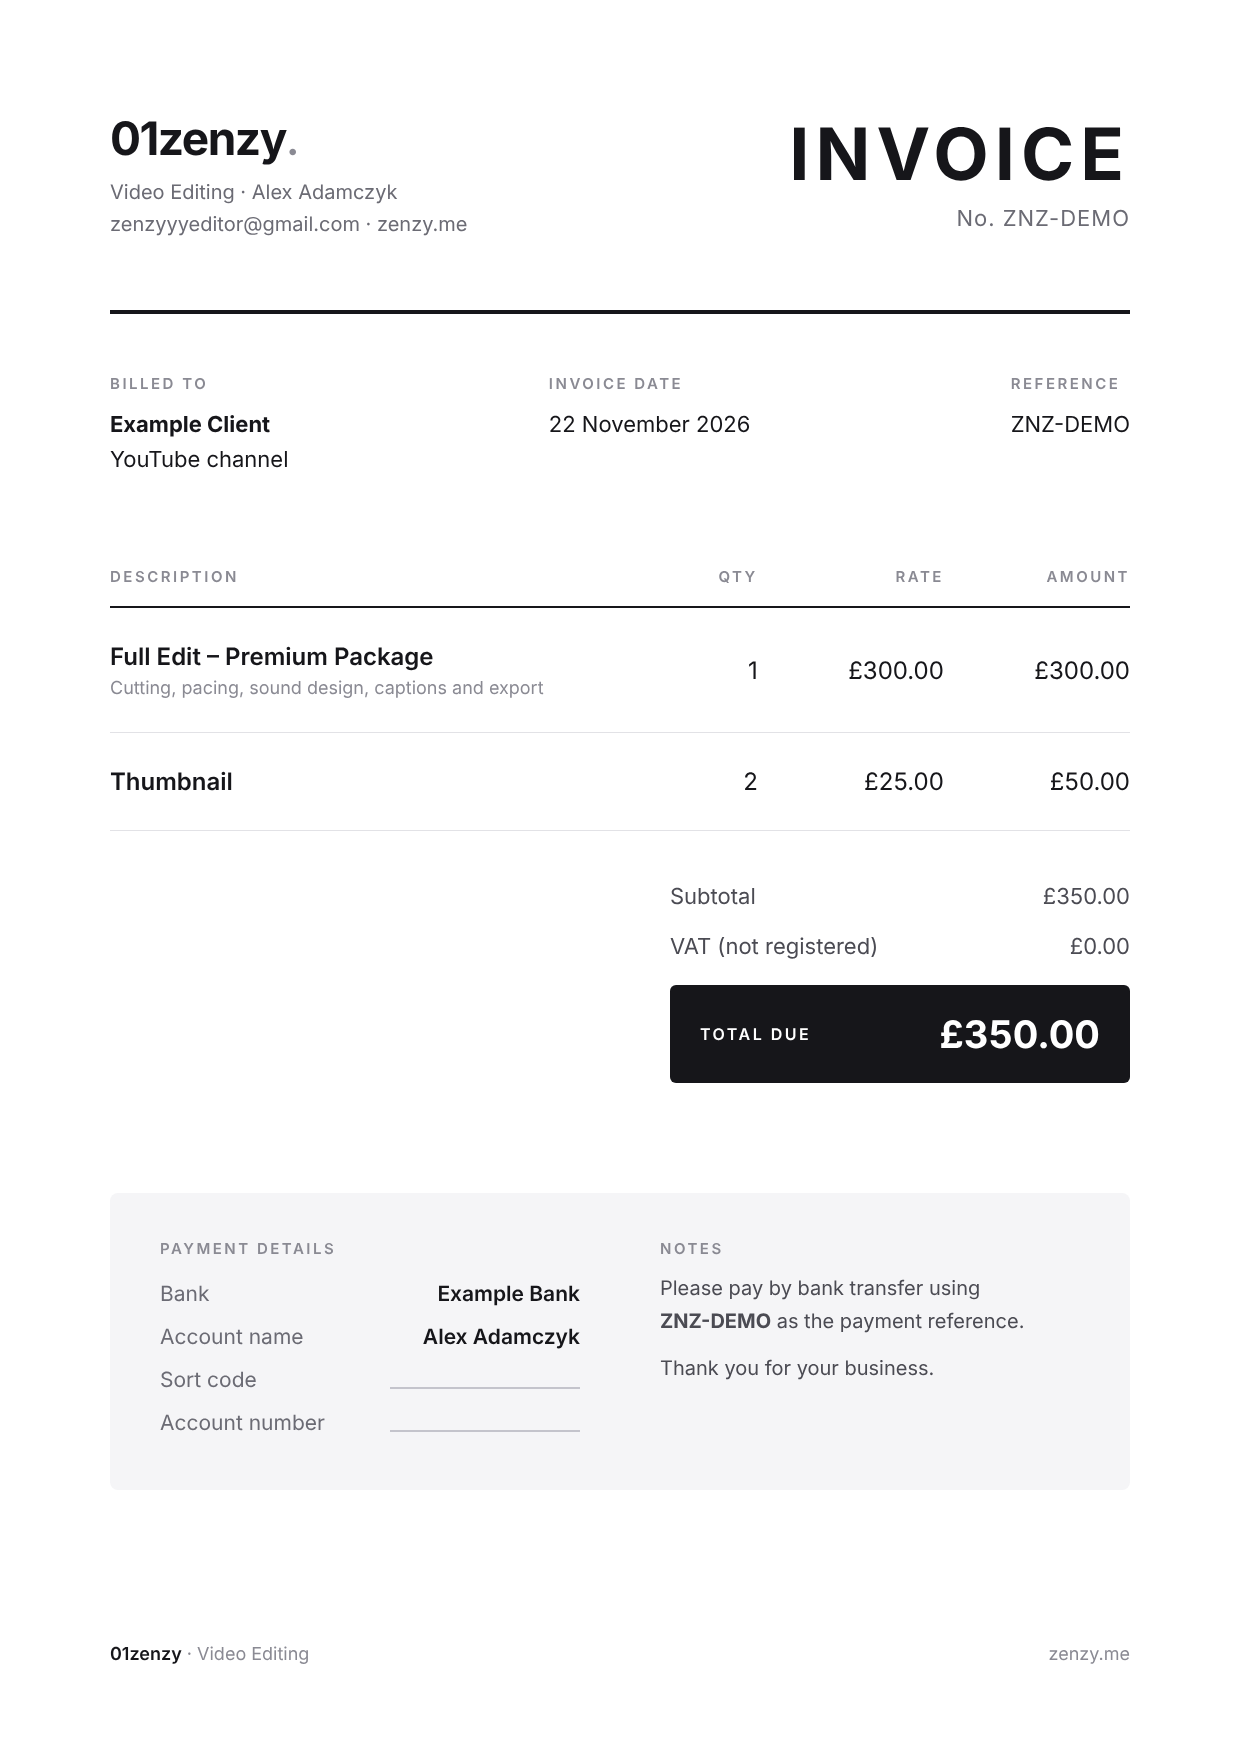 01zenzy.
Video Editing · Alex Adamczyk
zenzyyyeditor@gmail.com · zenzy.me
INVOICE
No. ZNZ-DEMO
BILLED TO
Example Client
YouTube channel
INVOICE DATE
22 November 2026
REFERENCE
ZNZ-DEMO
DESCRIPTION QTY RATE AMOUNT
Full Edit – Premium Package 1 £300.00 £300.00
Cutting, pacing, sound design, captions and export
Thumbnail 2 £25.00 £50.00
Subtotal £350.00
VAT (not registered) £0.00
TOTAL DUE £350.00
PAYMENT DETAILS
Bank Example Bank
Account name Alex Adamczyk
Sort code
Account number
NOTES
Please pay by bank transfer using
ZNZ-DEMO as the payment reference.
Thank you for your business.
01zenzy · Video Editing
zenzy.me